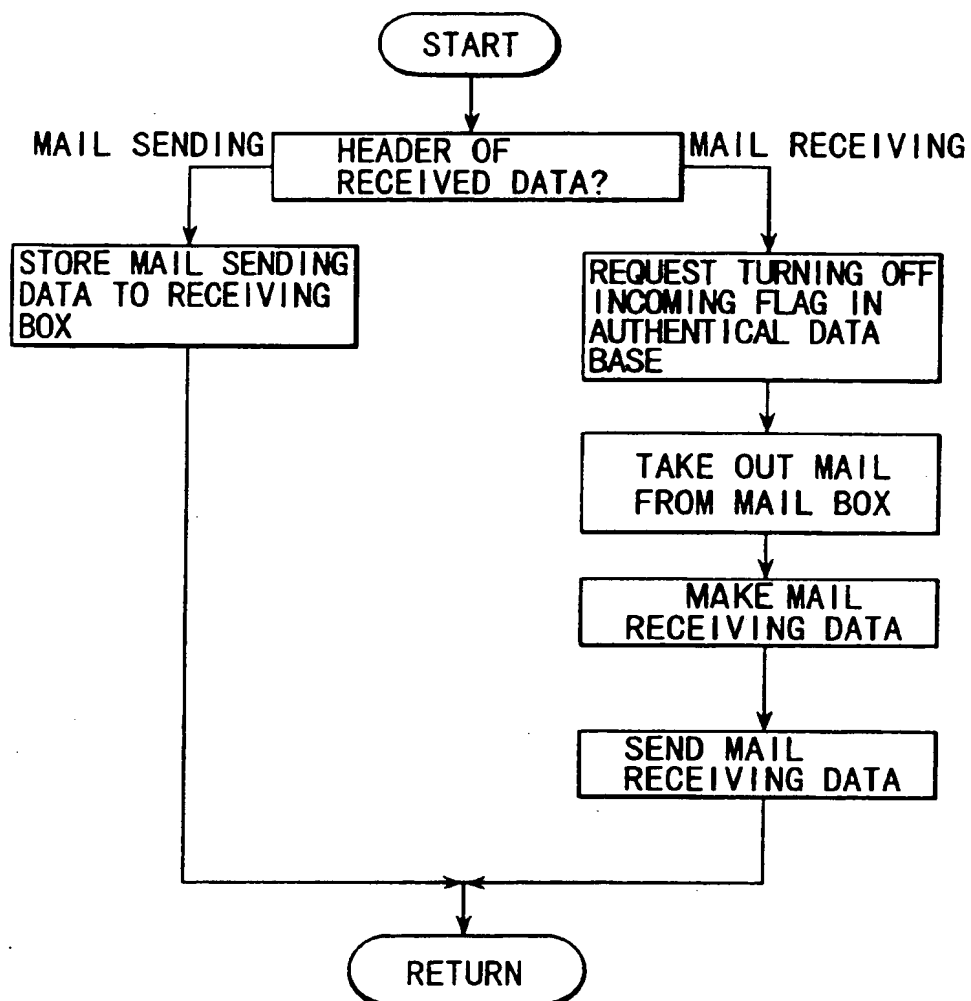 START
MAIL SENDING
HEADER OF
RECEIVED DATA?
MAIL RECEIVING
STORE MAIL SENDING
DATA TO RECEIVING
BOX
REQUEST TURNING OFF
INCOMING FLAG IN
AUTHENTICAL DATA
BASE
TAKE OUT MAIL
FROM MAIL BOX
MAKE MAIL
RECEIVING DATA
SEND MAIL
RECEIVING DATA
RETURN